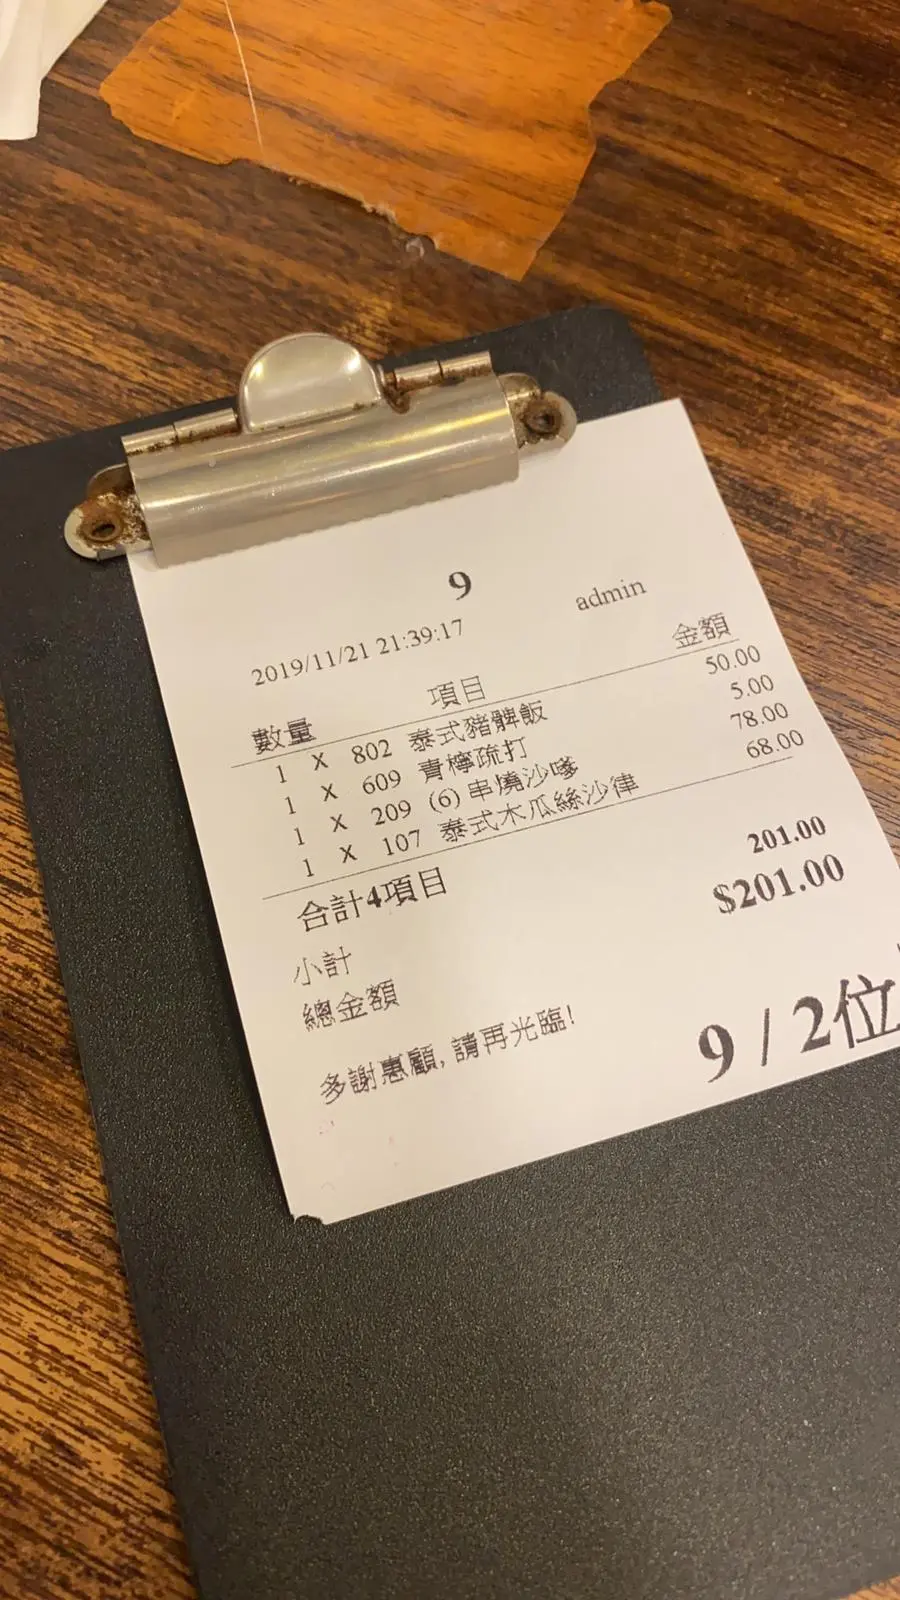 9
2019/11/21 21:39:17 admin
數量 項目 金額
1 X 802 泰式豬髀飯 50.00
1 X 609 青檸疏打 5.00
1 X 209 (6) 串燒沙嗲 78.00
1 X 107 泰式木瓜絲沙律 68.00
合計4項目
小計 201.00
總金額 $201.00
多謝惠顧, 請再光臨!
9 / 2位